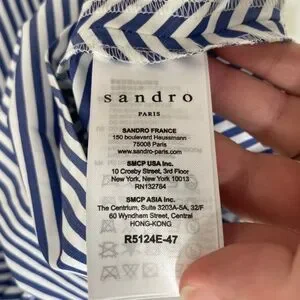 sandro
PARIS
SANDRO FRANCE
150 boulevard Haussmann
75008 Paris
sandro-paris.com
SMCP USA Inc.
10 Crosby Street, 3rd Floor
New York, New York 10013
RN132784
SMCP ASIA Inc.
The Centrium, Suite 3203A-5A, 32/F
60 Wyndham Street, Central
HONG-KONG
R5124E-47